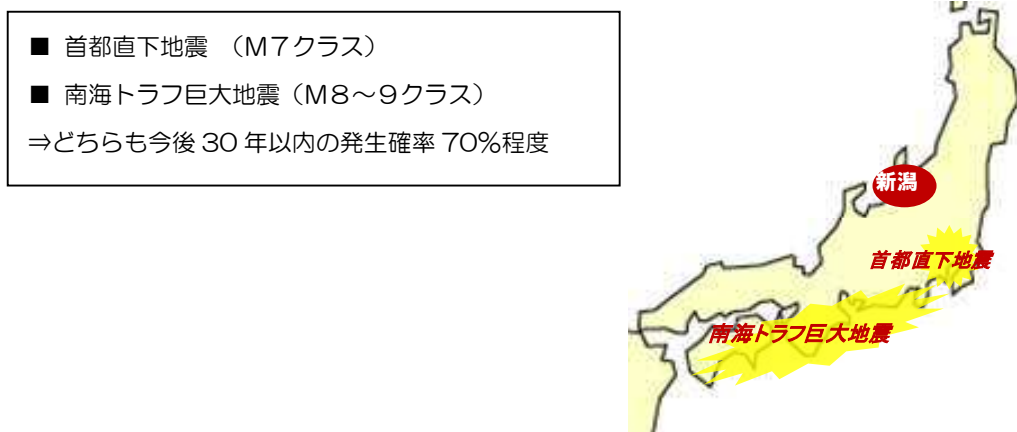 ■ 首都直下地震　（M７クラス）
■ 南海トラフ巨大地震（M８～９クラス）
⇒どちらも今後 30 年以内の発生確率 70%程度
新潟
首都直下地震
南海トラフ巨大地震